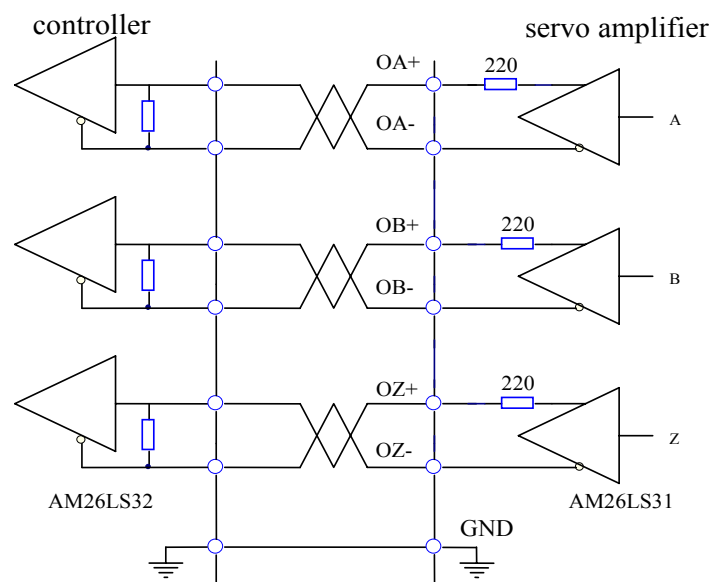 controller
servo amplifier
OA+
220
OA-
A
OB+
220
OB-
B
OZ+
220
OZ-
Z
AM26LS32
AM26LS31
GND